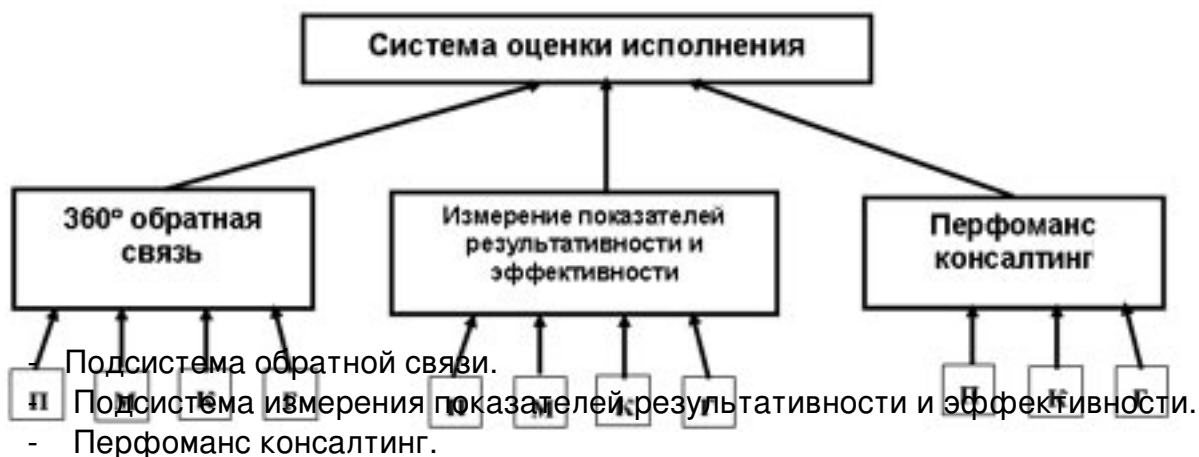 Система оценки исполнения
360° обратная
связь
Измерение показателей
результативности и
эффективности
Перфоманс
консалтинг
- Подсистема обратной связи.
П М К Г
П М К Г
П К Г
- Подсистема измерения показателей результативности и эффективности.
- Перфоманс консалтинг.